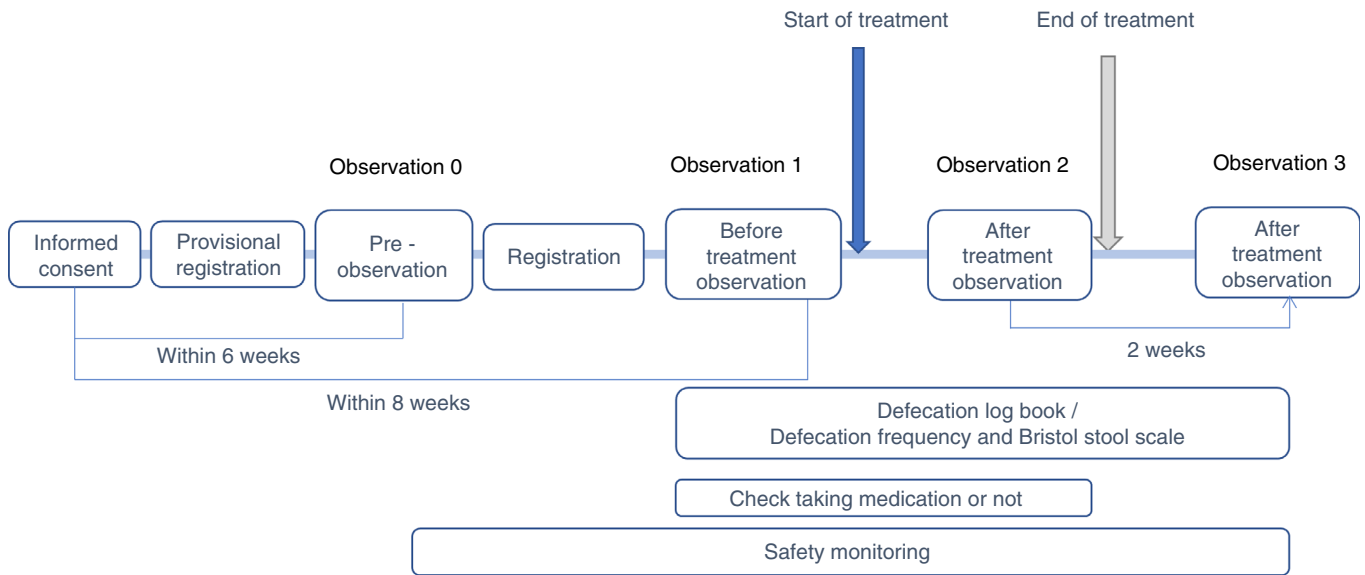 Start of treatment
End of treatment
Observation 0
Observation 1
Observation 2
Observation 3
Informed
consent
Provisional
registration
Pre -
observation
Registration
Before
treatment
observation
After
treatment
observation
After
treatment
observation
Within 6 weeks
2 weeks
Within 8 weeks
Defecation log book /
Defecation frequency and Bristol stool scale
Check taking medication or not
Safety monitoring